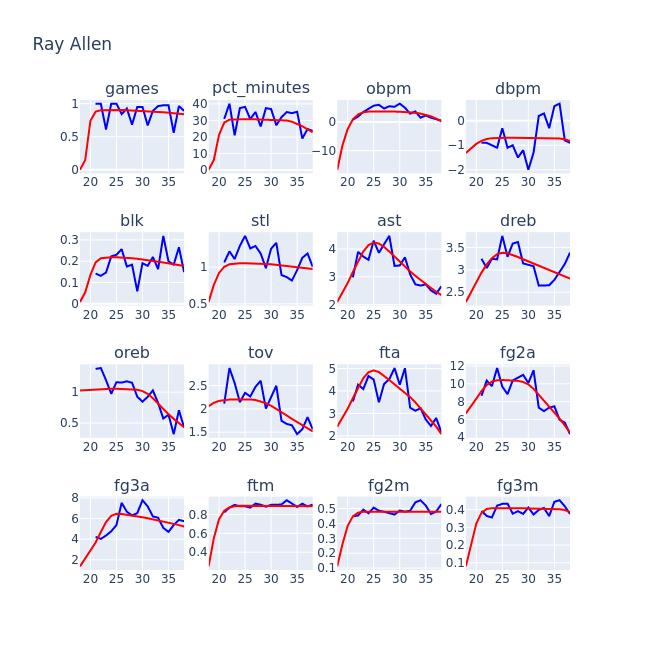 Ray Allen
games pct_minutes obpm dbpm
1 0.5 0 40 30 20 10 0 0 −10 0 −1 −2
20 25 30 35 20 25 30 35 20 25 30 35 20 25 30 35
blk stl ast dreb
0.3 0.2 0.1 0 1 0.5 4 3 2 3.5 3 2.5
20 25 30 35 20 25 30 35 20 25 30 35 20 25 30 35
oreb tov fta fg2a
1 0.5 2.5 2 1.5 5 4 3 2 12 10 8 6 4
20 25 30 35 20 25 30 35 20 25 30 35 20 25 30 35
fg3a ftm fg2m fg3m
8 6 4 2 0.8 0.6 0.4 0.5 0.4 0.3 0.2 0.1 0.4 0.3 0.2 0.1
20 25 30 35 20 25 30 35 20 25 30 35 20 25 30 35